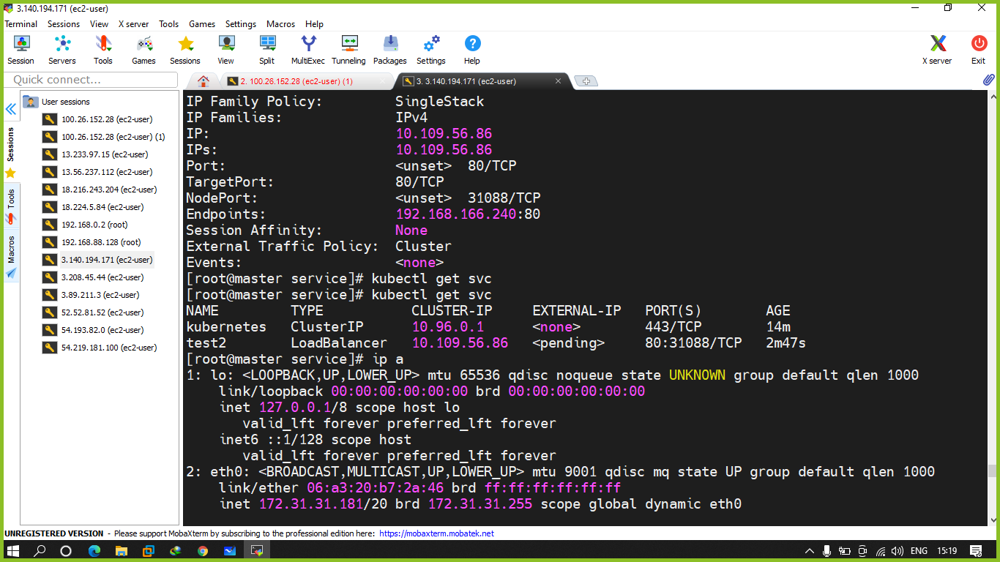 3.140.194.171 (ec2-user)
Terminal Sessions View X server Tools Games Settings Macros Help
Session Servers Tools Games Sessions View Split MultiExec Tunneling Packages Settings Help X server Exit
Quick connect...
2. 100.26.152.28 (ec2-user) (1)
3. 3.140.194.171 (ec2-user)
Sessions
Tools
Macros
User sessions
100.26.152.28 (ec2-user)
100.26.152.28 (ec2-user) (1)
13.233.97.15 (ec2-user)
13.56.237.112 (ec2-user)
18.216.243.204 (ec2-user)
18.224.5.84 (ec2-user)
192.168.0.2 (root)
192.168.88.128 (root)
3.140.194.171 (ec2-user)
3.208.45.44 (ec2-user)
3.89.211.3 (ec2-user)
52.52.81.52 (ec2-user)
54.193.82.0 (ec2-user)
54.219.181.100 (ec2-user)
IP Family Policy: SingleStack
IP Families: IPv4
IP: 10.109.56.86
IPs: 10.109.56.86
Port: <unset> 80/TCP
TargetPort: 80/TCP
NodePort: <unset> 31088/TCP
Endpoints: 192.168.166.240:80
Session Affinity: None
External Traffic Policy: Cluster
Events: <none>
[root@master service]# kubectl get svc
[root@master service]# kubectl get svc
NAME TYPE CLUSTER-IP EXTERNAL-IP PORT(S) AGE
kubernetes ClusterIP 10.96.0.1 <none> 443/TCP 14m
test2 LoadBalancer 10.109.56.86 <pending> 80:31088/TCP 2m47s
[root@master service]# ip a
1: lo: <LOOPBACK,UP,LOWER_UP> mtu 65536 qdisc noqueue state UNKNOWN group default qlen 1000
link/loopback 00:00:00:00:00:00 brd 00:00:00:00:00:00
inet 127.0.0.1/8 scope host lo
valid_lft forever preferred_lft forever
inet6 ::1/128 scope host
valid_lft forever preferred_lft forever
2: eth0: <BROADCAST,MULTICAST,UP,LOWER_UP> mtu 9001 qdisc mq state UP group default qlen 1000
link/ether 06:a3:20:b7:2a:46 brd ff:ff:ff:ff:ff:ff
inet 172.31.31.181/20 brd 172.31.31.255 scope global dynamic eth0
UNREGISTERED VERSION - Please support MobaXterm by subscribing to the professional edition here: https://mobaxterm.mobatek.net
ENG 15:19